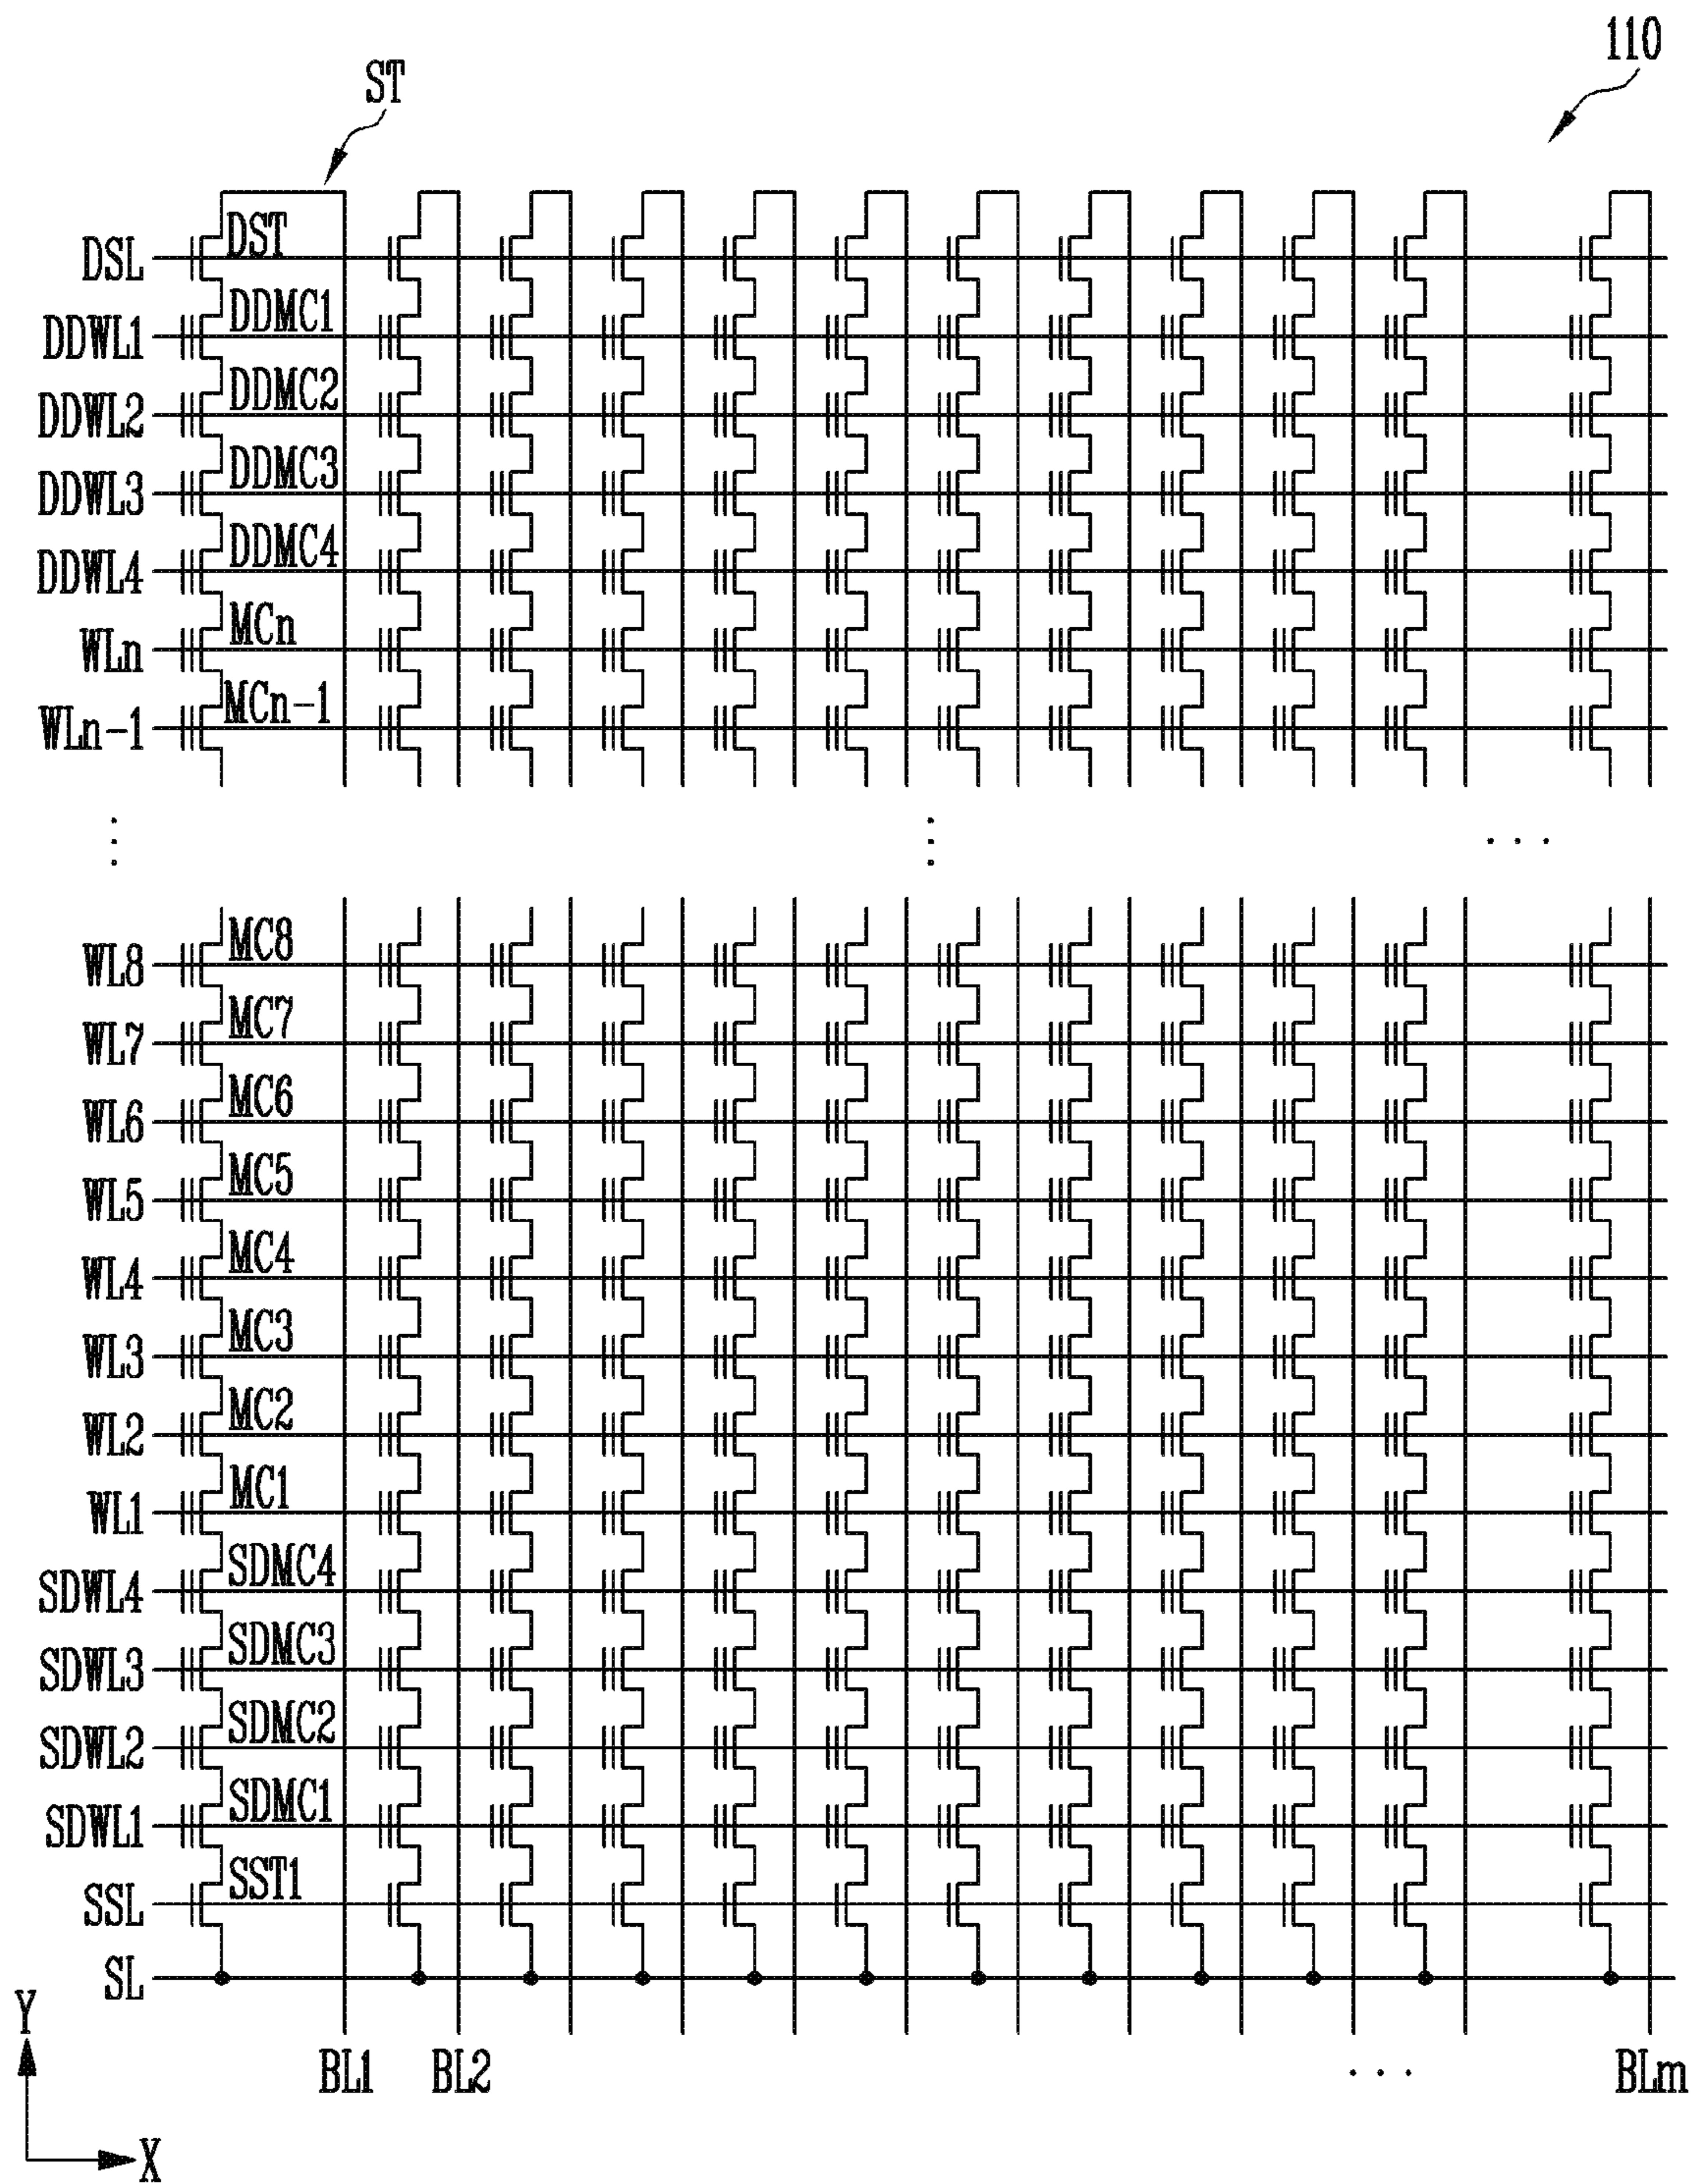 110
ST
DSL DST
DDWL1 DDMC1
DDWL2 DDMC2
DDWL3 DDMC3
DDWL4 DDMC4
WLn MCn
WLn-1 MCn-1
⋮ ⋮ ...
WL8 MC8
WL7 MC7
WL6 MC6
WL5 MC5
WL4 MC4
WL3 MC3
WL2 MC2
WL1 MC1
SDWL4 SDMC4
SDWL3 SDMC3
SDWL2 SDMC2
SDWL1 SDMC1
SSL SST1
SL
Y
BL1 BL2 ... BLm
X